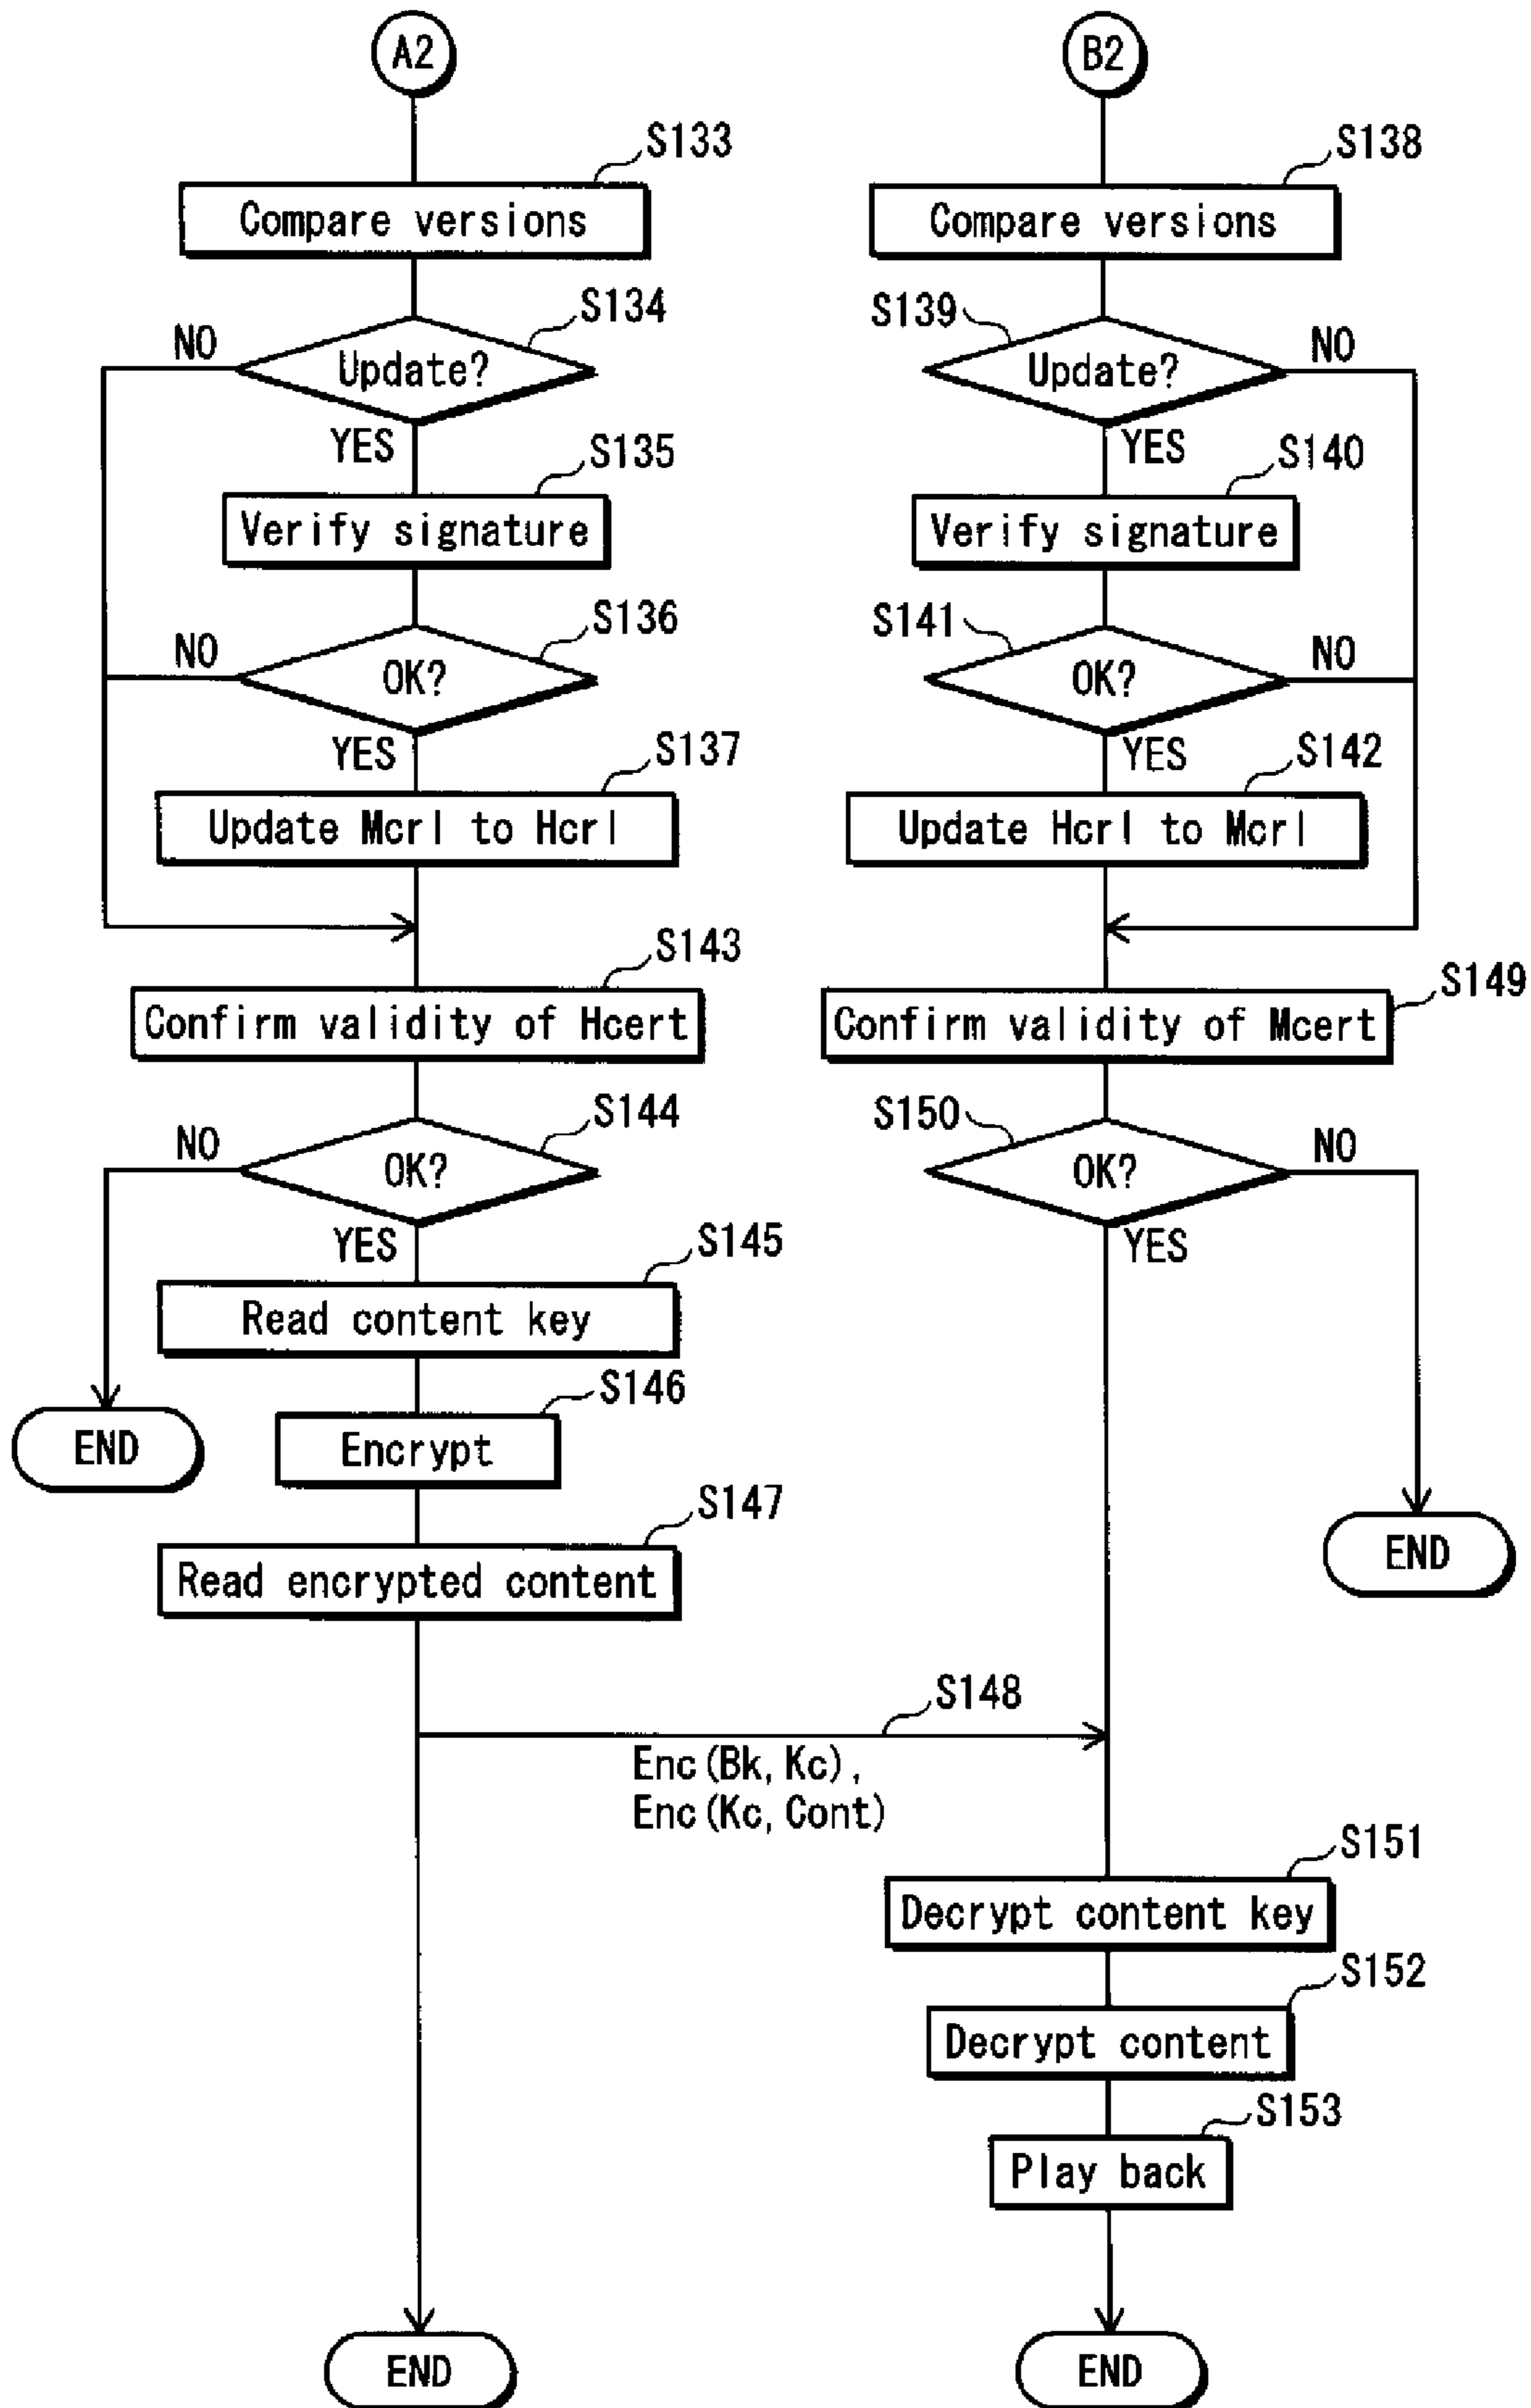 A2
B2
S133
S138
Compare versions
Compare versions
S134
S139
NO
Update?
Update?
NO
YES
S135
YES
S140
Verify signature
Verify signature
S136
S141
NO
OK?
OK?
NO
YES
S137
YES
S142
Update Mcrl to Hcrl
Update Hcrl to Mcrl
S143
S149
Confirm validity of Hcert
Confirm validity of Mcert
S144
S150
NO
OK?
OK?
NO
YES
S145
YES
Read content key
S146
END
Encrypt
S147
END
Read encrypted content
S148
Enc(Bk, Kc),
Enc(Kc, Cont)
S151
Decrypt content key
S152
Decrypt content
S153
Play back
END
END